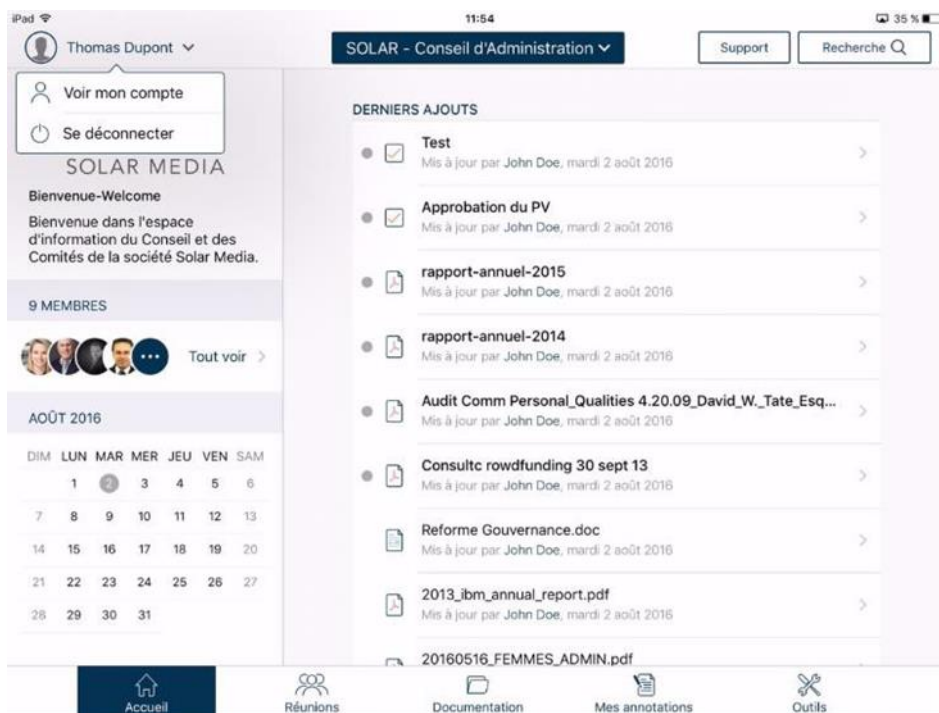 iPad
11:54
35 %
Thomas Dupont
SOLAR - Conseil d'Administration
Support
Recherche
Voir mon compte
Se déconnecter
SOLAR MEDIA
Bienvenue-Welcome
Bienvenue dans l'espace
d'information du Conseil et des
Comités de la société Solar Media.
9 MEMBRES
Tout voir
AOÛT 2016
DIM LUN MAR MER JEU VEN SAM
1 2 3 4 5 6
7 8 9 10 11 12 13
14 15 16 17 18 19 20
21 22 23 24 25 26 27
28 29 30 31
DERNIERS AJOUTS
Test
Mis à jour par John Doe, mardi 2 août 2016
Approbation du PV
Mis à jour par John Doe, mardi 2 août 2016
rapport-annuel-2015
Mis à jour par John Doe, mardi 2 août 2016
rapport-annuel-2014
Mis à jour par John Doe, mardi 2 août 2016
Audit Comm Personal_Qualities 4.20.09_David_W._Tate_Esq...
Mis à jour par John Doe, mardi 2 août 2016
Consultc rowdfunding 30 sept 13
Mis à jour par John Doe, mardi 2 août 2016
Reforme Gouvernance.doc
Mis à jour par John Doe, mardi 2 août 2016
2013_ibm_annual_report.pdf
Mis à jour par John Doe, mardi 2 août 2016
20160516_FEMMES_ADMIN.pdf
Accueil
Réunions
Documentation
Mes annotations
Outils